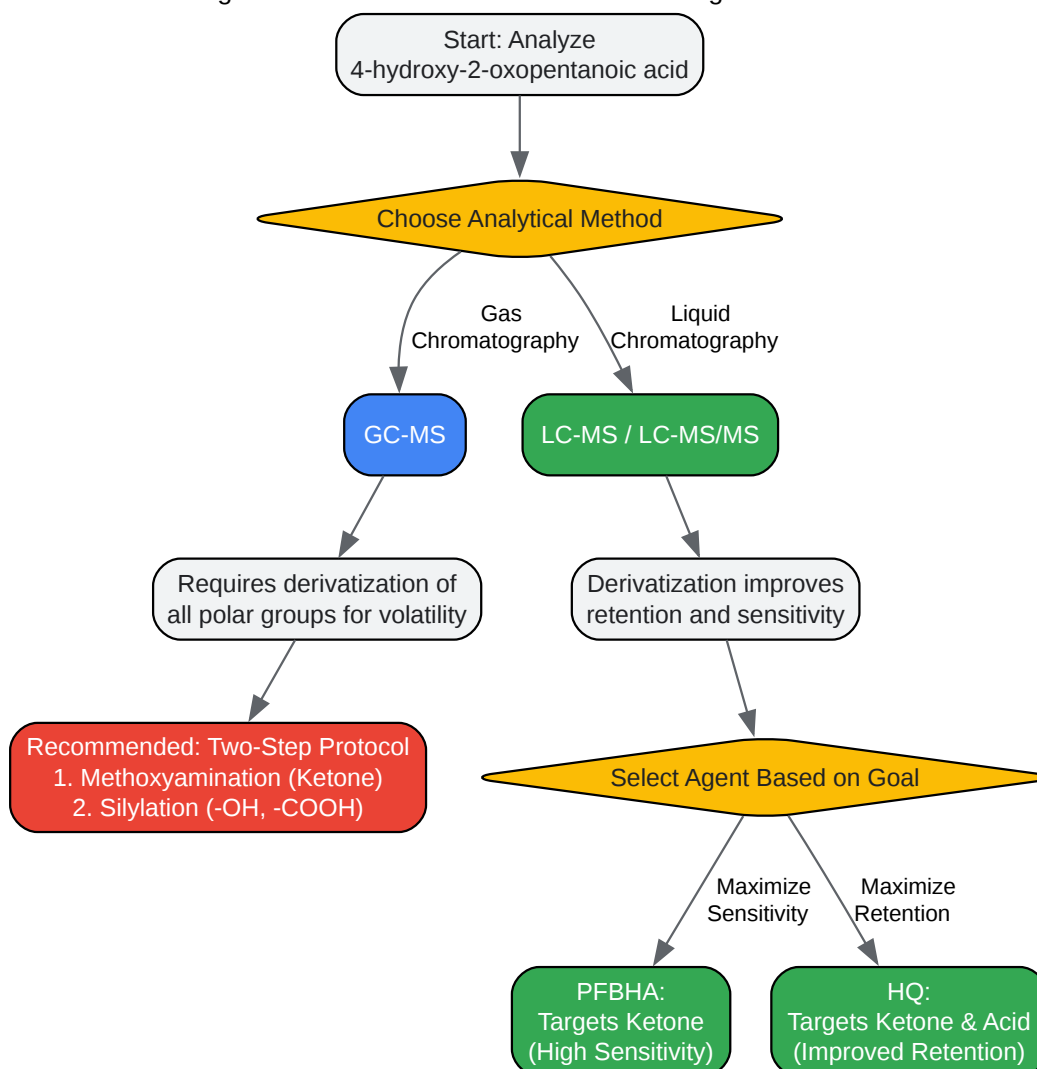 Start: Analyze
4-hydroxy-2-oxopentanoic acid
Choose Analytical Method
Gas
Chromatography
Liquid
Chromatography
GC-MS
LC-MS / LC-MS/MS
Requires derivatization of
all polar groups for volatility
Derivatization improves
retention and sensitivity
Recommended: Two-Step Protocol
1. Methoxyamination (Ketone)
2. Silylation (-OH, -COOH)
Select Agent Based on Goal
Maximize
Sensitivity
Maximize
Retention
PFBHA:
Targets Ketone
(High Sensitivity)
HQ:
Targets Ketone & Acid
(Improved Retention)